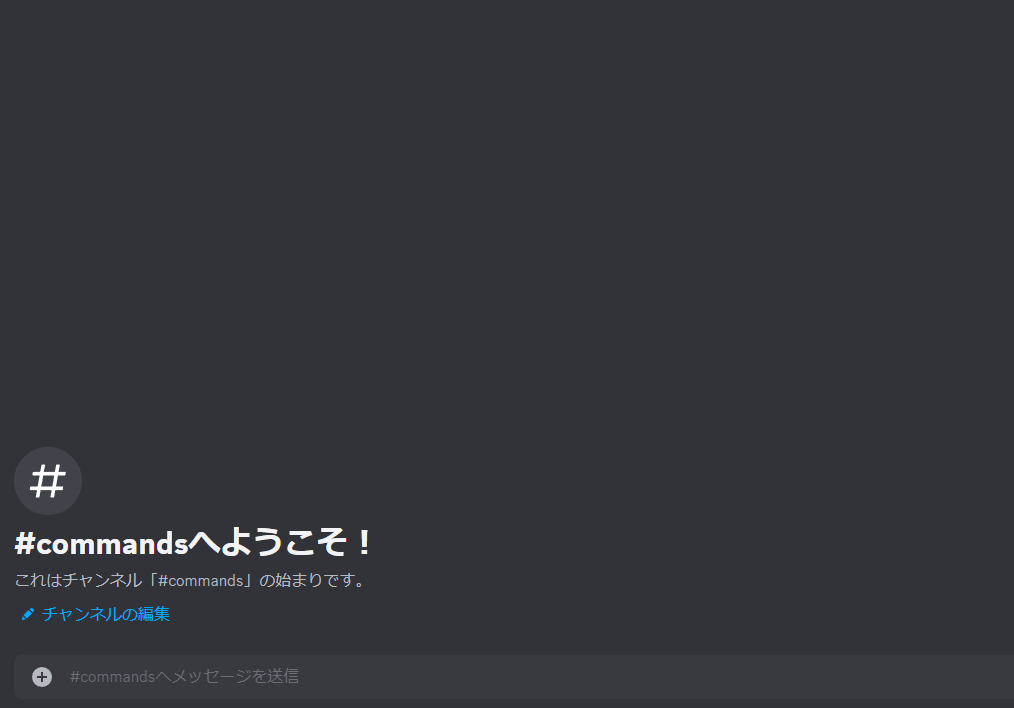 #commandsへようこそ！
これはチャンネル「#commands」の始まりです。
チャンネルの編集
#commandsへメッセージを送信